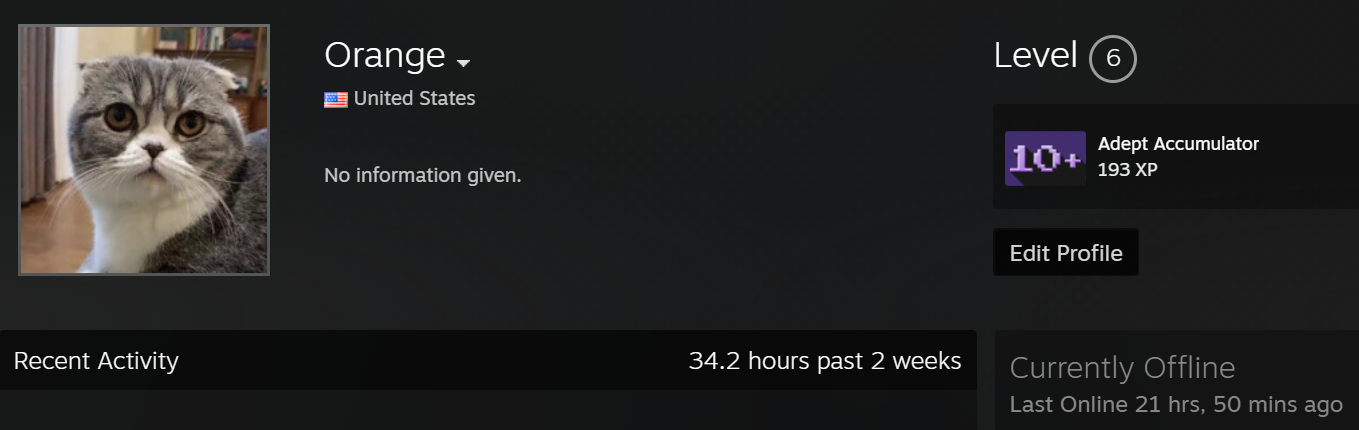 Orange
United States
No information given.
Level 6
10+
Adept Accumulator
193 XP
Edit Profile
Recent Activity
34.2 hours past 2 weeks
Currently Offline
Last Online 21 hrs, 50 mins ago